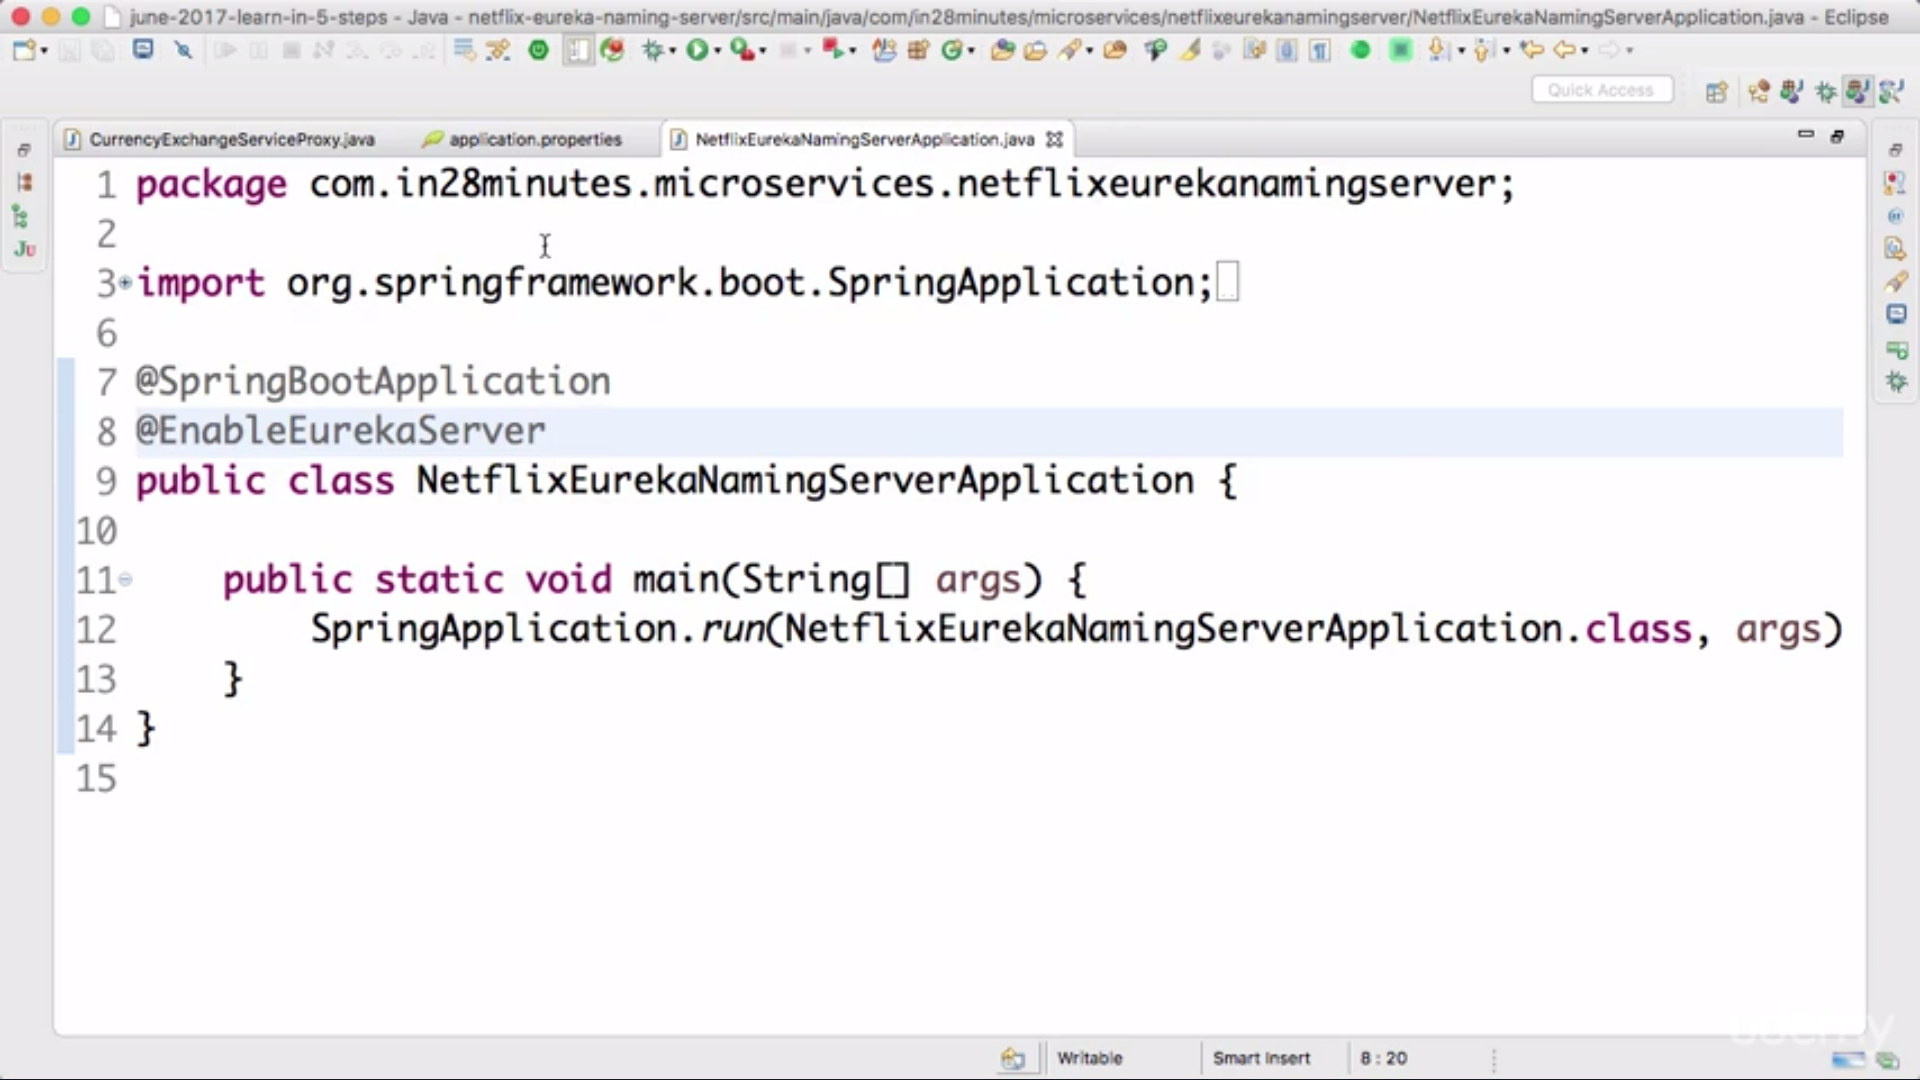 june-2017-learn-in-5-steps - Java - netflix-eureka-naming-server/src/main/java/com/in28minutes/microservices/netflixeurekanamingserver/NetflixEurekaNamingServerApplication.java - Eclipse
Quick Access
CurrencyExchangeServiceProxy.java application.properties NetflixEurekaNamingServerApplication.java
Ju
1 package com.in28minutes.microservices.netflixeurekanamingserver;
2
3 import org.springframework.boot.SpringApplication;
6
7 @SpringBootApplication
8 @EnableEurekaServer
9 public class NetflixEurekaNamingServerApplication {
10
11 public static void main(String[] args) {
12 SpringApplication.run(NetflixEurekaNamingServerApplication.class, args)
13 }
14 }
15
udemy
Writable Smart Insert 8 : 20